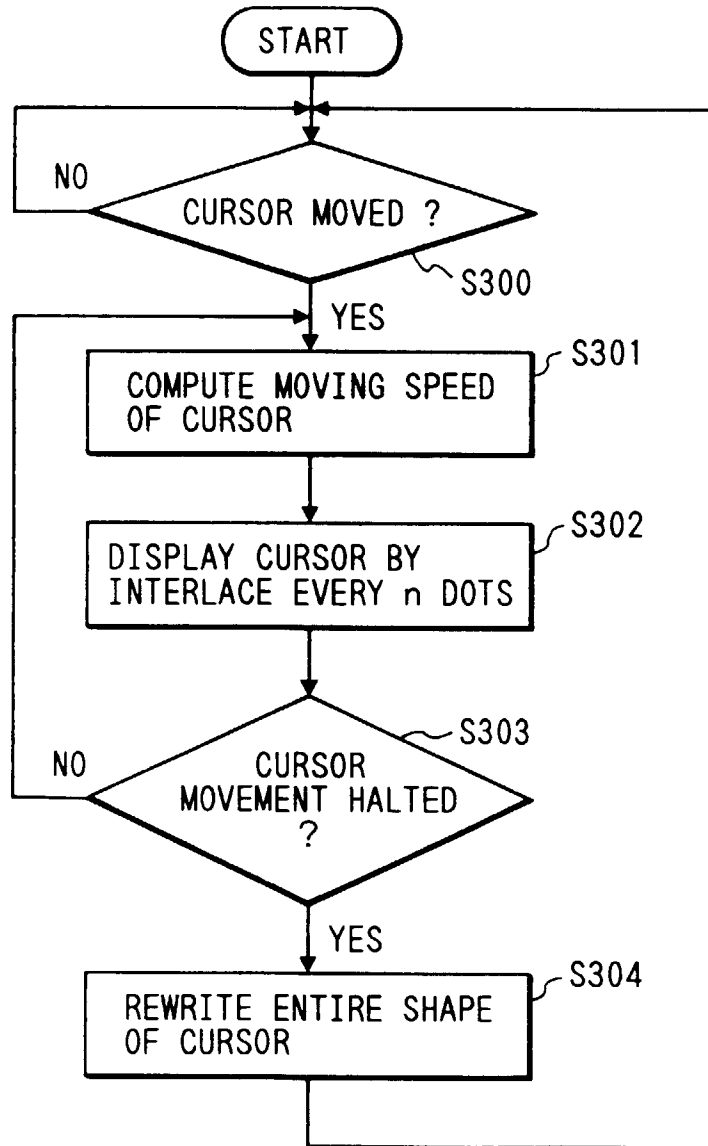 START
NO
CURSOR MOVED ?
S300
YES
S301
COMPUTE MOVING SPEED
OF CURSOR
S302
DISPLAY CURSOR BY
INTERLACE EVERY n DOTS
S303
NO
CURSOR
MOVEMENT HALTED
?
YES
S304
REWRITE ENTIRE SHAPE
OF CURSOR